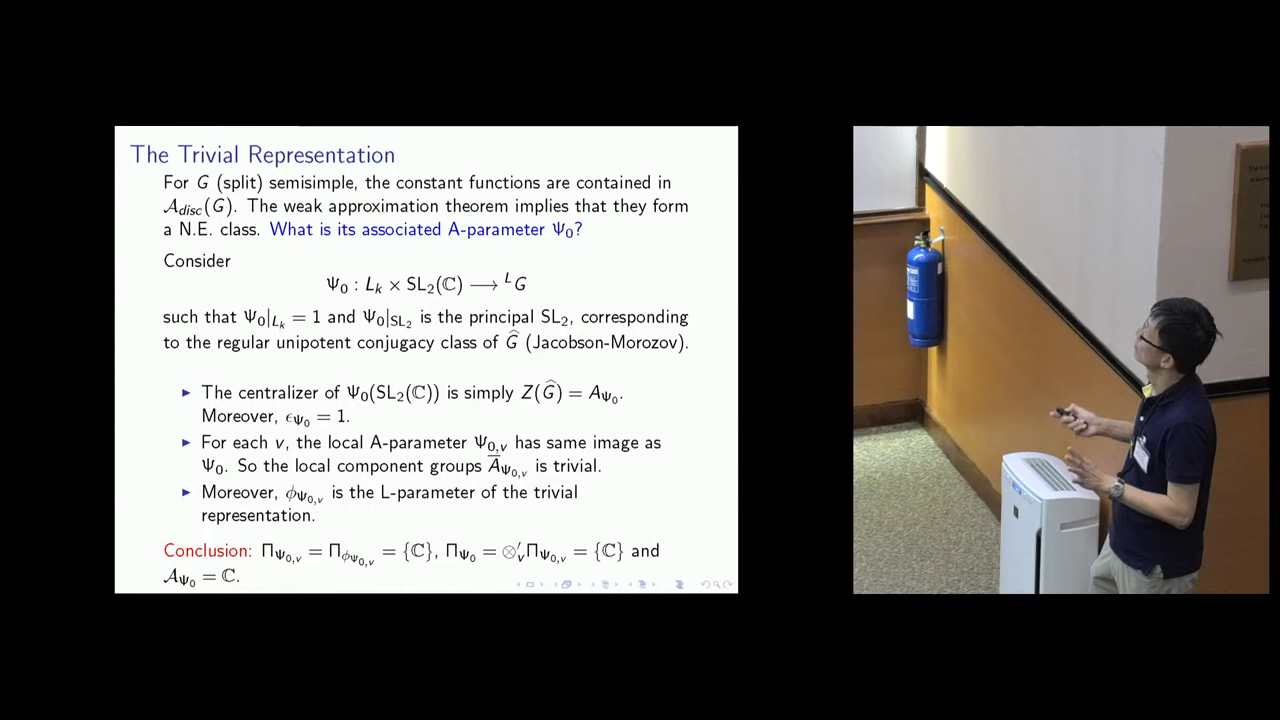 The Trivial Representation
For G (split) semisimple, the constant functions are contained in
𝒜_disc(G). The weak approximation theorem implies that they form
a N.E. class. What is its associated A-parameter Ψ₀?
Consider
Ψ₀ : L_k × SL₂(ℂ) ⟶ ᴸG
such that Ψ₀|_{L_k} = 1 and Ψ₀|_{SL₂} is the principal SL₂, corresponding
to the regular unipotent conjugacy class of Ĝ (Jacobson-Morozov).
▶ The centralizer of Ψ₀(SL₂(ℂ)) is simply Z(Ĝ) = A_{Ψ₀}.
Moreover, ϵ_{Ψ₀} = 1.
▶ For each v, the local A-parameter Ψ_{0,v} has same image as
Ψ₀. So the local component groups A̅_{Ψ_{0,v}} is trivial.
▶ Moreover, ϕ_{Ψ_{0,v}} is the L-parameter of the trivial
representation.
Conclusion: Π_{Ψ_{0,v}} = Π_{ϕ_{Ψ_{0,v}}} = {ℂ}, Π_{Ψ₀} = ⊗′_v Π_{Ψ_{0,v}} = {ℂ} and
𝒜_{Ψ₀} = ℂ.